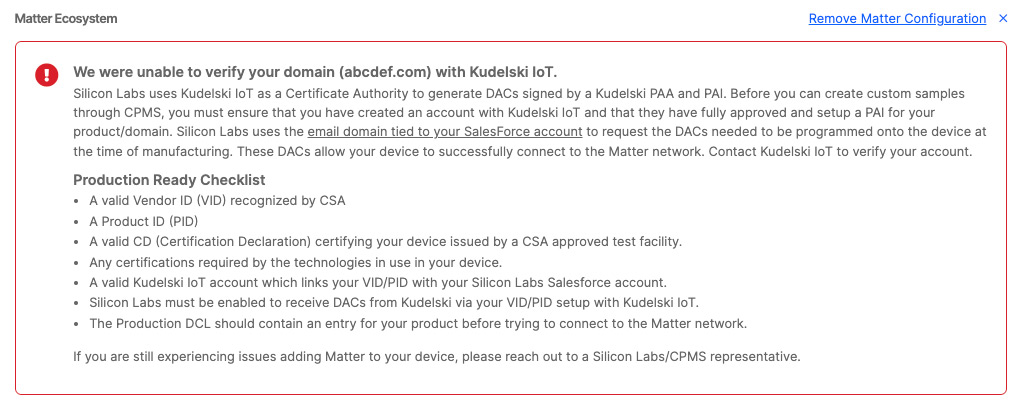 Matter Ecosystem
Remove Matter Configuration ×
We were unable to verify your domain (abcdef.com) with Kudelski IoT.
Silicon Labs uses Kudelski IoT as a Certificate Authority to generate DACs signed by a Kudelski PAA and PAI. Before you can create custom samples
through CPMS, you must ensure that you have created an account with Kudelski IoT and that they have fully approved and setup a PAI for your
product/domain. Silicon Labs uses the email domain tied to your SalesForce account to request the DACs needed to be programmed onto the device at
the time of manufacturing. These DACs allow your device to successfully connect to the Matter network. Contact Kudelski IoT to verify your account.
Production Ready Checklist
• A valid Vendor ID (VID) recognized by CSA
• A Product ID (PID)
• A valid CD (Certification Declaration) certifying your device issued by a CSA approved test facility.
• Any certifications required by the technologies in use in your device.
• A valid Kudelski IoT account which links your VID/PID with your Silicon Labs Salesforce account.
• Silicon Labs must be enabled to receive DACs from Kudelski via your VID/PID setup with Kudelski IoT.
• The Production DCL should contain an entry for your product before trying to connect to the Matter network.
If you are still experiencing issues adding Matter to your device, please reach out to a Silicon Labs/CPMS representative.